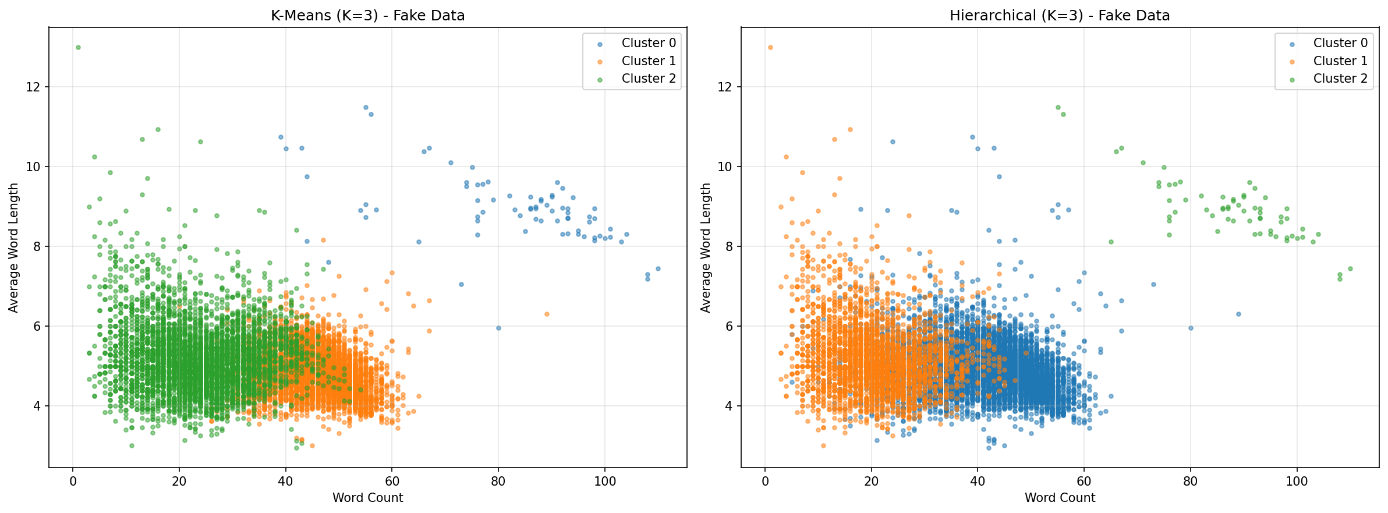 K-Means (K=3) - Fake Data
Cluster 0
Cluster 1
Cluster 2
12
10
8
6
4
Average Word Length
0 20 40 60 80 100
Word Count
Hierarchical (K=3) - Fake Data
Cluster 0
Cluster 1
Cluster 2
12
10
8
6
4
Average Word Length
0 20 40 60 80 100
Word Count